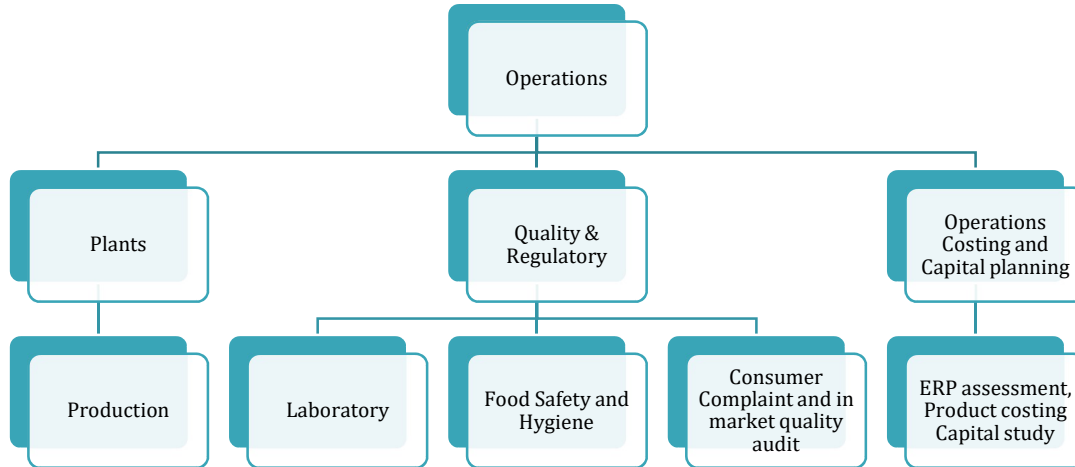 Operations
Plants
Quality &
Regulatory
Operations
Costing and
Capital planning
Production
Laboratory
Food Safety and
Hygiene
Consumer
Complaint and in
market quality
audit
ERP assessment,
Product costing
Capital study